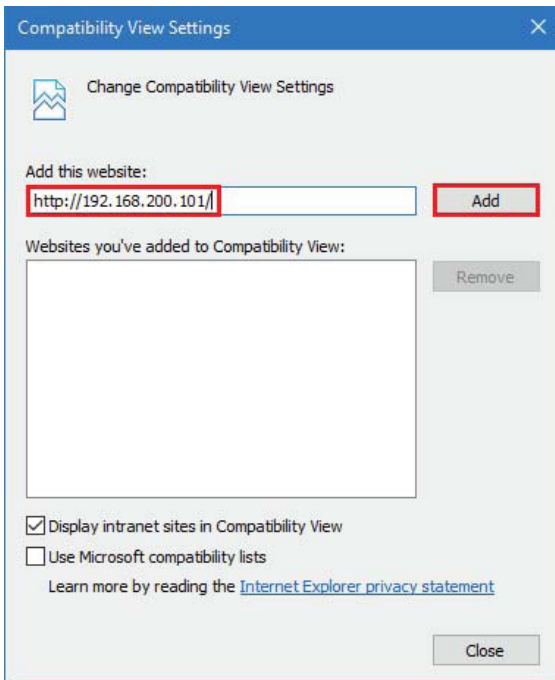 Compatibility View Settings
Change Compatibility View Settings
Add this website:
http://192.168.200.101/
Add
Websites you've added to Compatibility View:
Remove
Display intranet sites in Compatibility View
Use Microsoft compatibility lists
Learn more by reading the Internet Explorer privacy statement
Close